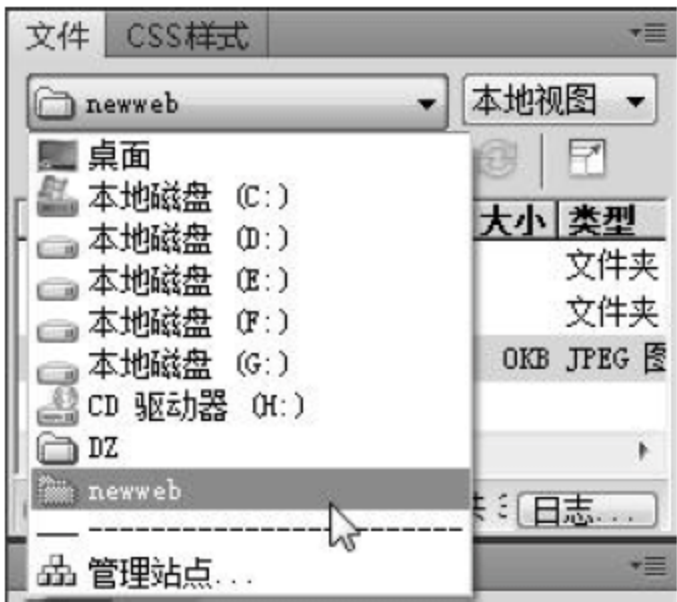 文件 CSS样式
newweb 本地视图
桌面
本地磁盘 (C:)
本地磁盘 (D:) 大小 类型
本地磁盘 (E:) 文件夹
本地磁盘 (F:) 文件夹
本地磁盘 (G:) 0KB JPEG 图
CD 驱动器 (H:)
DZ
newweb
日志...
管理站点...